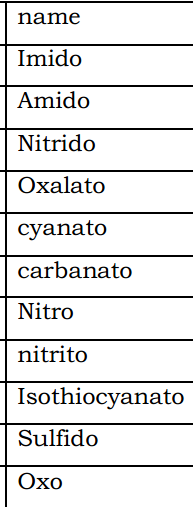 name
Imido
Amido
Nitrido
Oxalato
cyanato
carbanato
Nitro
nitrito
Isothiocyanato
Sulfido
Oxo